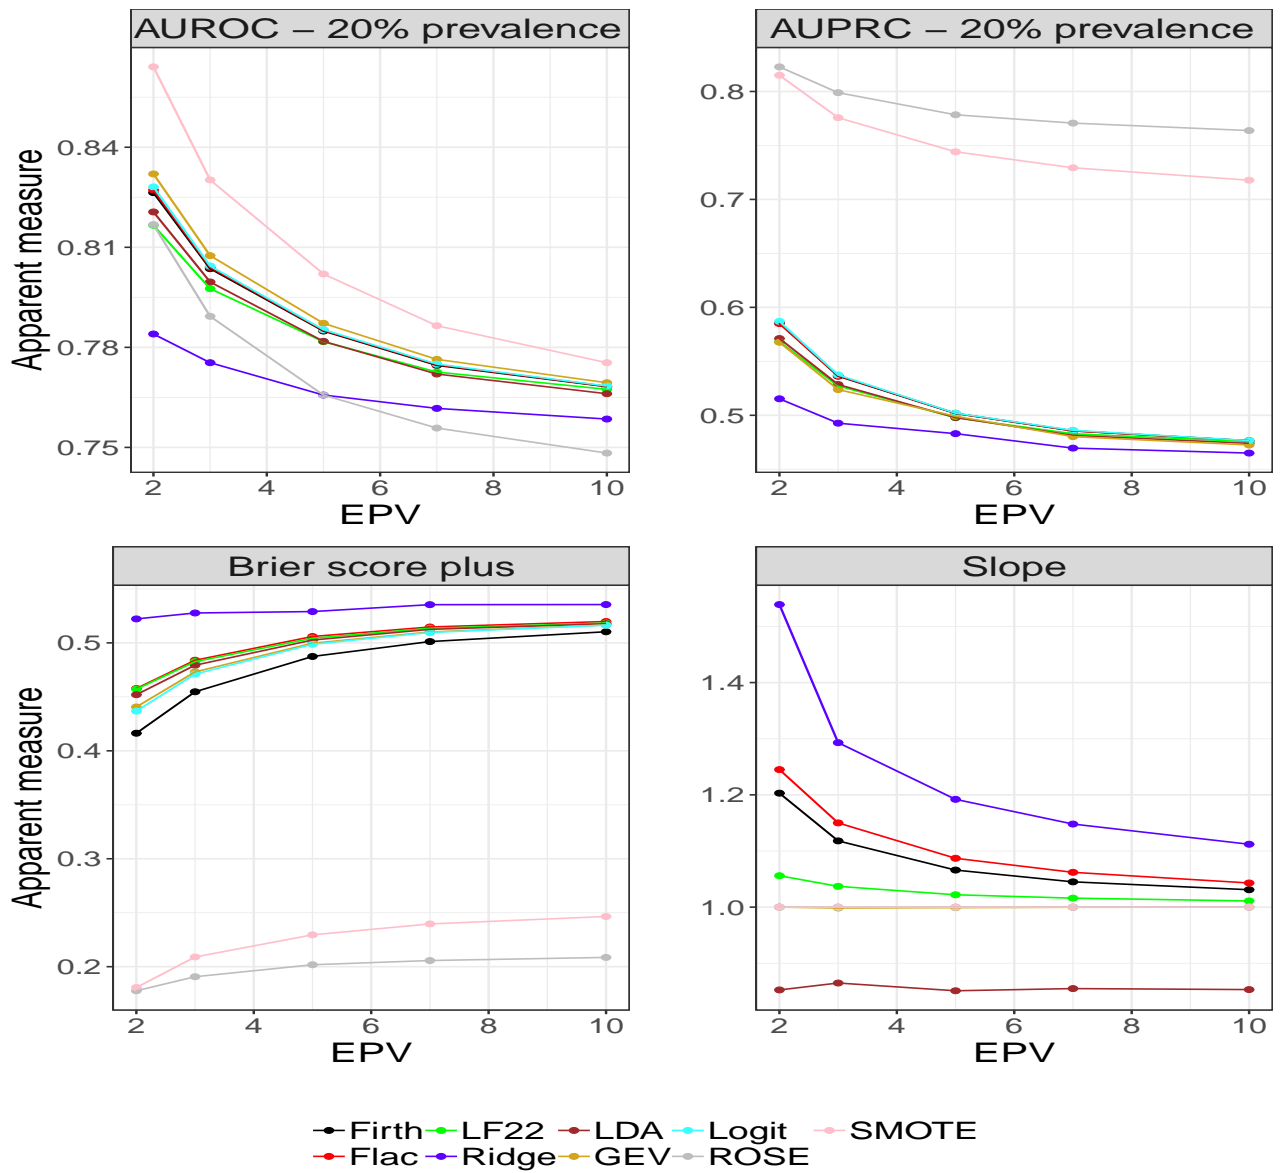 AUROC – 20% prevalence
Apparent measure
0.84
0.81
0.78
0.75
2 4 6 8 10
EPV
AUPRC – 20% prevalence
0.8
0.7
0.6
0.5
2 4 6 8 10
EPV
Brier score plus
Apparent measure
0.5
0.4
0.3
0.2
2 4 6 8 10
EPV
Slope
1.4
1.2
1.0
2 4 6 8 10
EPV
Firth LF22 LDA Logit SMOTE
Flac Ridge GEV ROSE